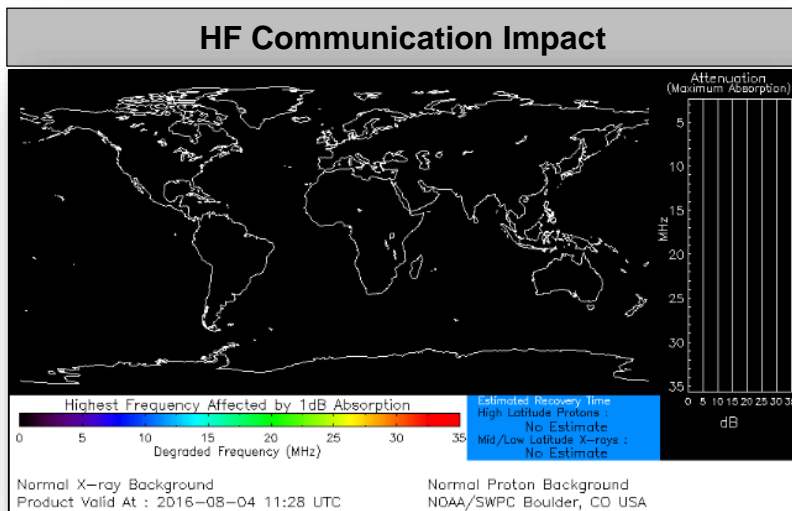 HF Communication Impact
Attenuation
(Maximum Absorption)
5
10
15
20
25
30
35
MHz
0 5 10 15 20 25 30 35
dB
Highest Frequency Affected by 1dB Absorption
0 5 10 15 20 25 30 35
Degraded Frequency (MHz)
Estimated Recovery Time
High Latitude Protons :
No Estimate
Mid/Low Latitude X-rays :
No Estimate
Normal X-ray Background
Normal Proton Background
Product Valid At : 2016-08-04 11:28 UTC
NOAA/SWPC Boulder, CO USA